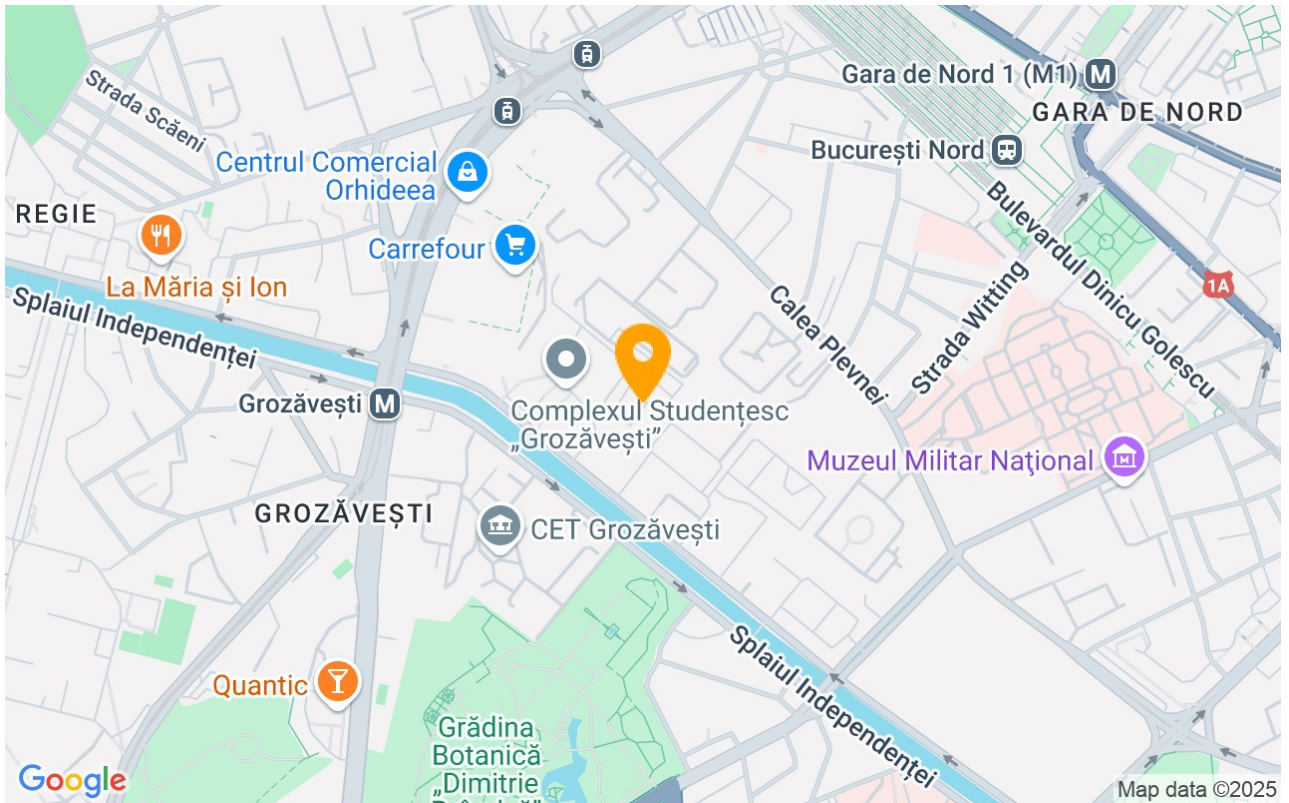 Strada Scăeni
Gara de Nord 1 (M1)
M
GARA DE NORD
București Nord
Centrul Comercial
Orhideea
REGIE
Carrefour
La Măria și Ion
Bulevardul Dinicu Golescu
1A
Strada Witting
Calea Plevnei
Splaiul Independenței
Grozăvești
M
Complexul Studențesc
„Grozăvești”
Muzeul Militar Naţional
M
GROZĂVEȘTI
CET Grozăvești
Splaiul Independenței
Quantic
Grădina
Botanică
„Dimitrie
Google
Map data ©2025